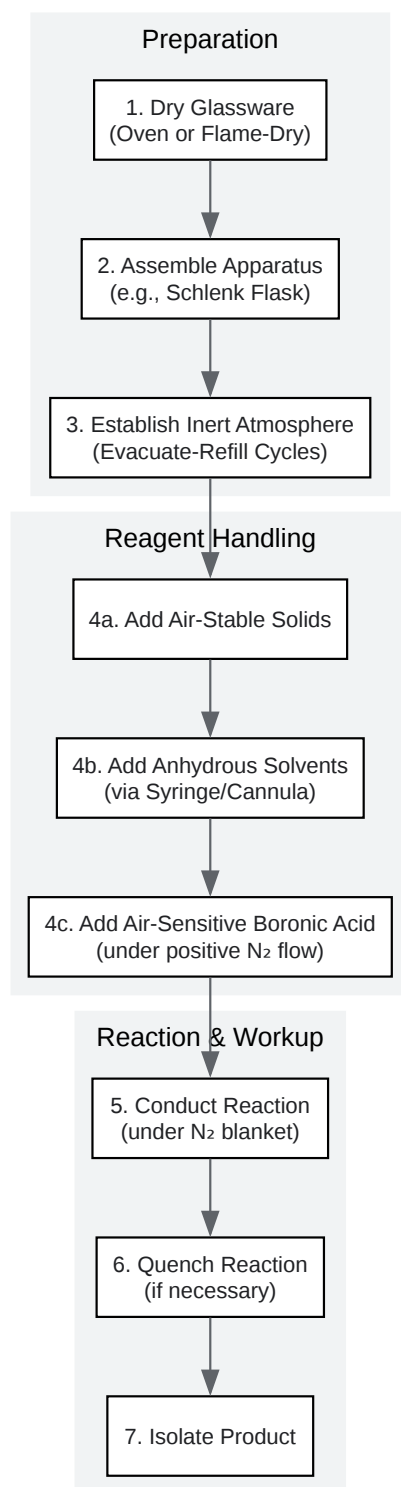 Preparation
1. Dry Glassware
(Oven or Flame-Dry)
2. Assemble Apparatus
(e.g., Schlenk Flask)
3. Establish Inert Atmosphere
(Evacuate-Refill Cycles)
Reagent Handling
4a. Add Air-Stable Solids
4b. Add Anhydrous Solvents
(via Syringe/Cannula)
4c. Add Air-Sensitive Boronic Acid
(under positive N₂ flow)
Reaction & Workup
5. Conduct Reaction
(under N₂ blanket)
6. Quench Reaction
(if necessary)
7. Isolate Product